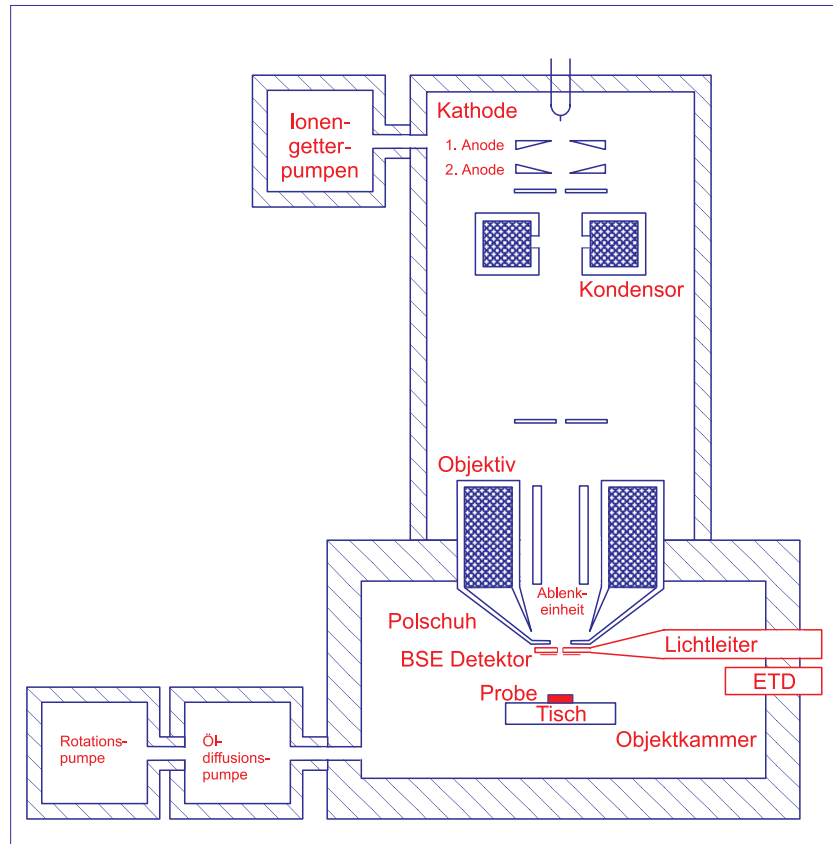 Ionen-
getter-
pumpen
Kathode
1. Anode
2. Anode
Kondensor
Objektiv
Ablenk-
einheit
Polschuh
Lichtleiter
BSE Detektor
ETD
Probe
Tisch
Objektkammer
Rotations-
pumpe
Öl-
diffusions-
pumpe